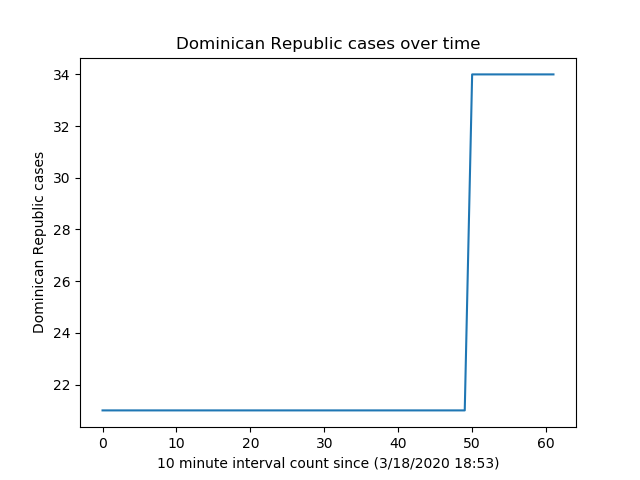 Dominican Republic cases over time
34
32
30
28
26
24
22
Dominican Republic cases
0 10 20 30 40 50 60
10 minute interval count since (3/18/2020 18:53)